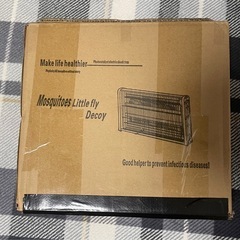 Make life healthier
Mosquitoes Little fly
Decoy
Good helper to prevent infectious diseases!